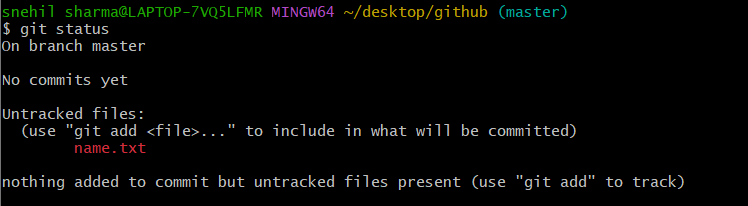 snehil sharma@LAPTOP-7VQ5LFMR MINGW64 ~/desktop/github (master)
$ git status
On branch master
No commits yet
Untracked files:
  (use "git add <file>..." to include in what will be committed)
        name.txt
nothing added to commit but untracked files present (use "git add" to track)